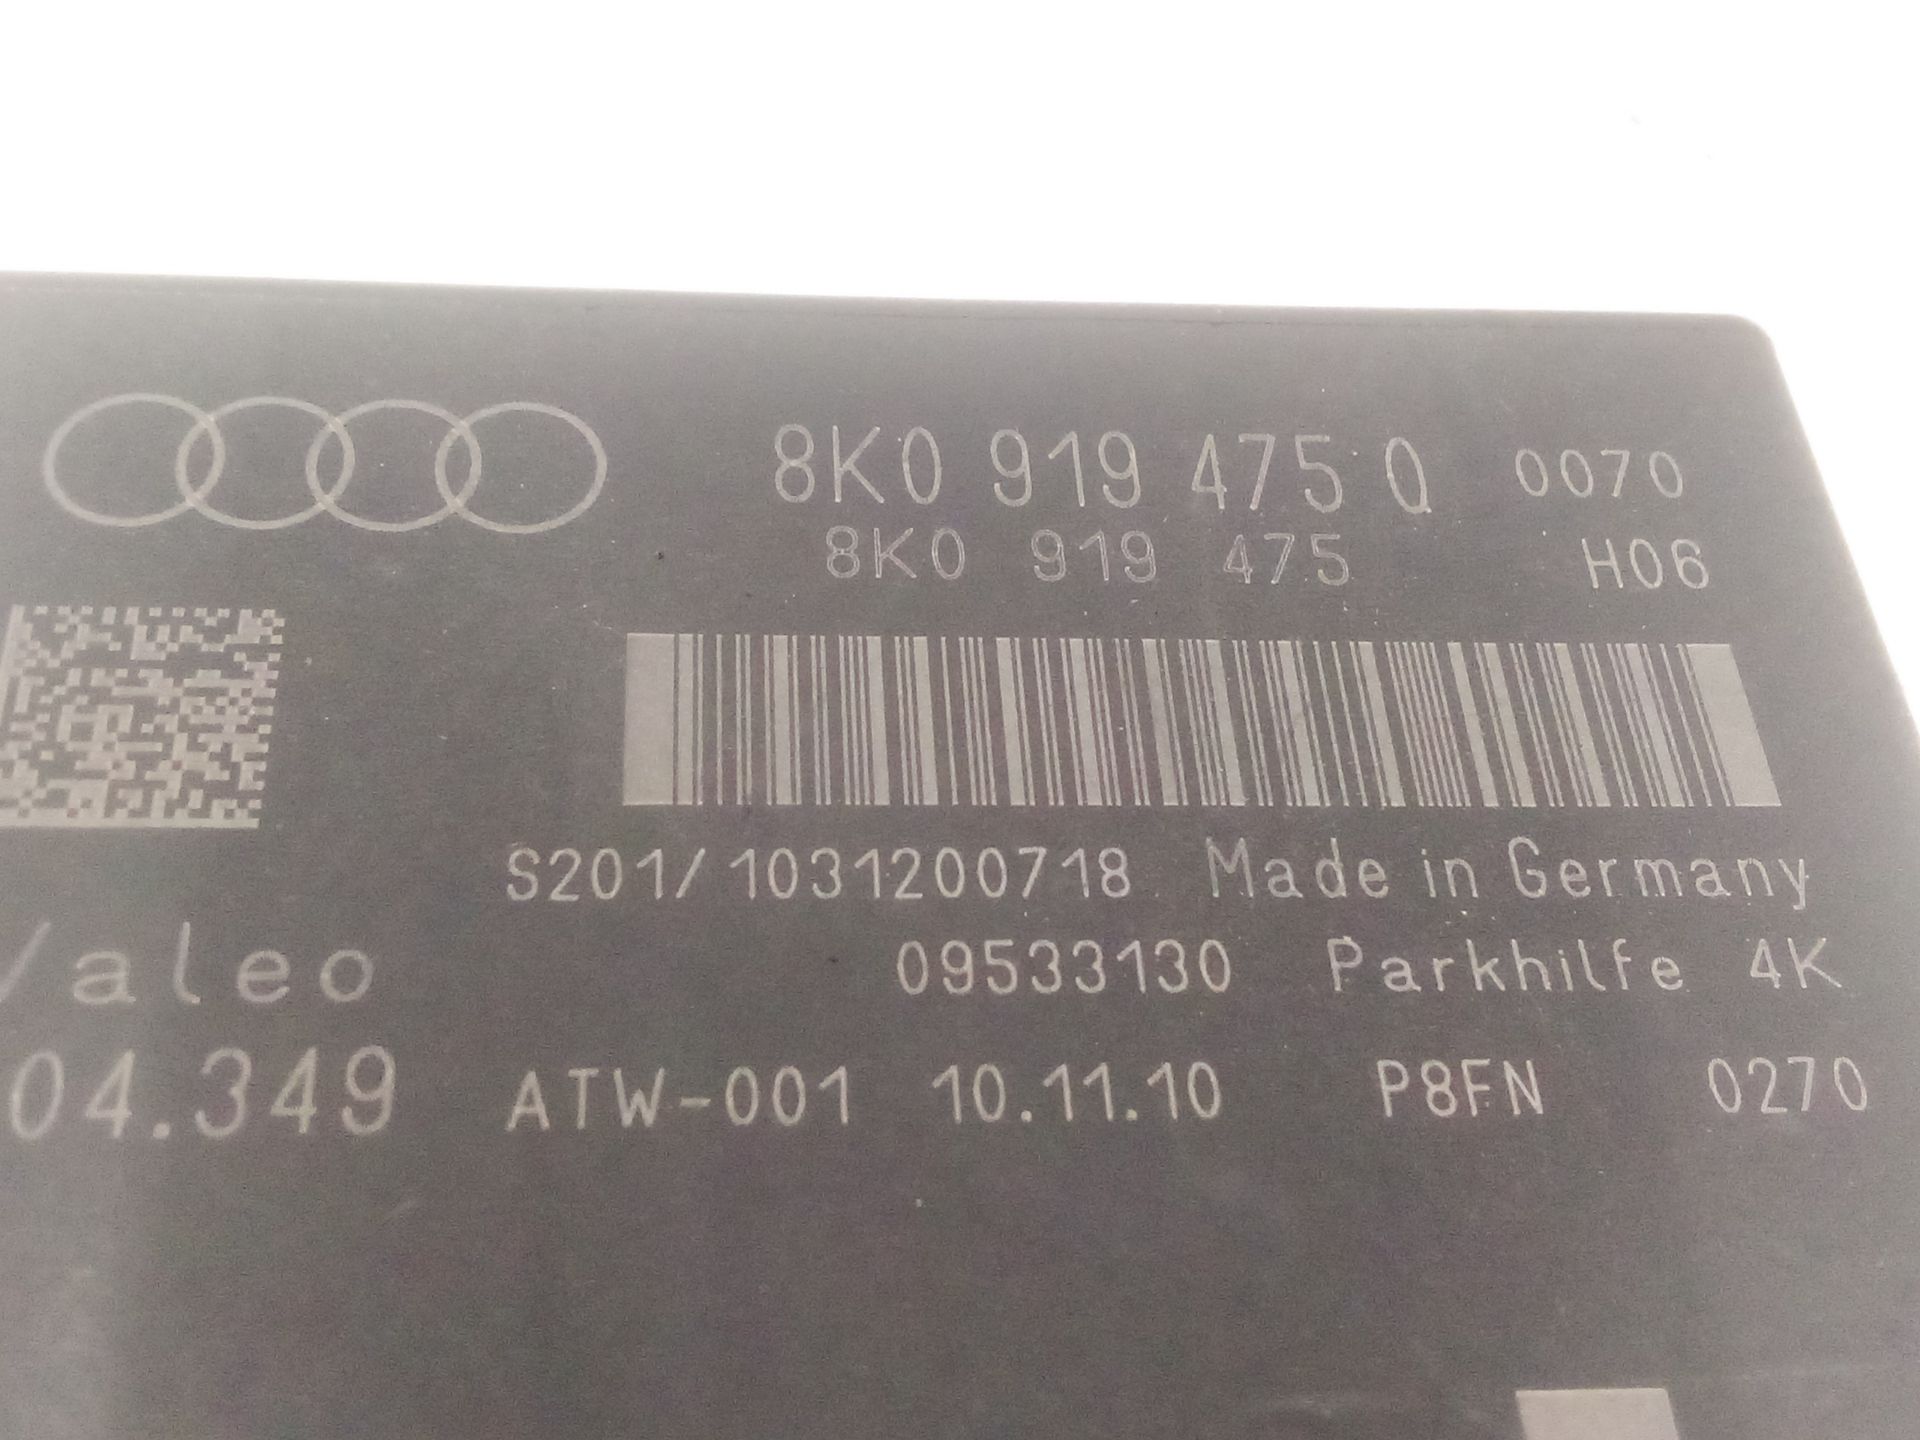 8K0 919 475 Q 0070
8K0 919 475 H06
S201/1031200718 Made in Germany
Valeo 09533130 Parkhilfe 4K
04.349 ATW-001 10.11.10 P8FN 0270